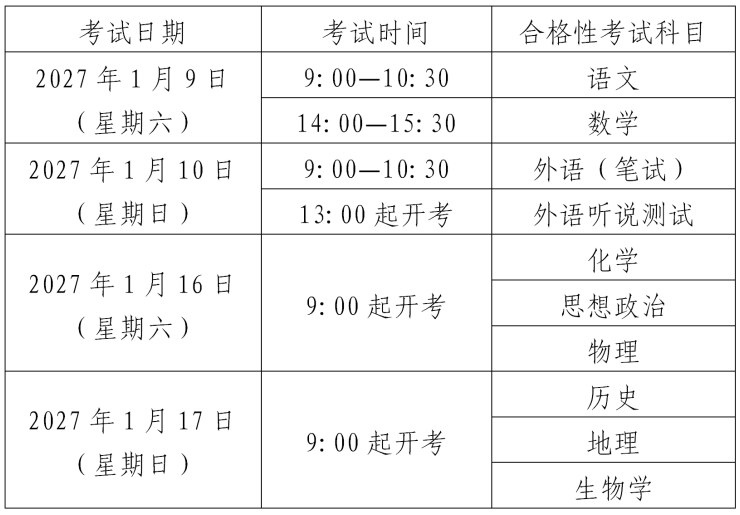 考试日期 考试时间 合格性考试科目
2027年1月9日
（星期六）
9：00—10：30 语文
14：00—15：30 数学
2027年1月10日
（星期日）
9：00—10：30 外语（笔试）
13：00起开考 外语听说测试
2027年1月16日
（星期六）
9：00起开考
化学
思想政治
物理
2027年1月17日
（星期日）
9：00起开考
历史
地理
生物学